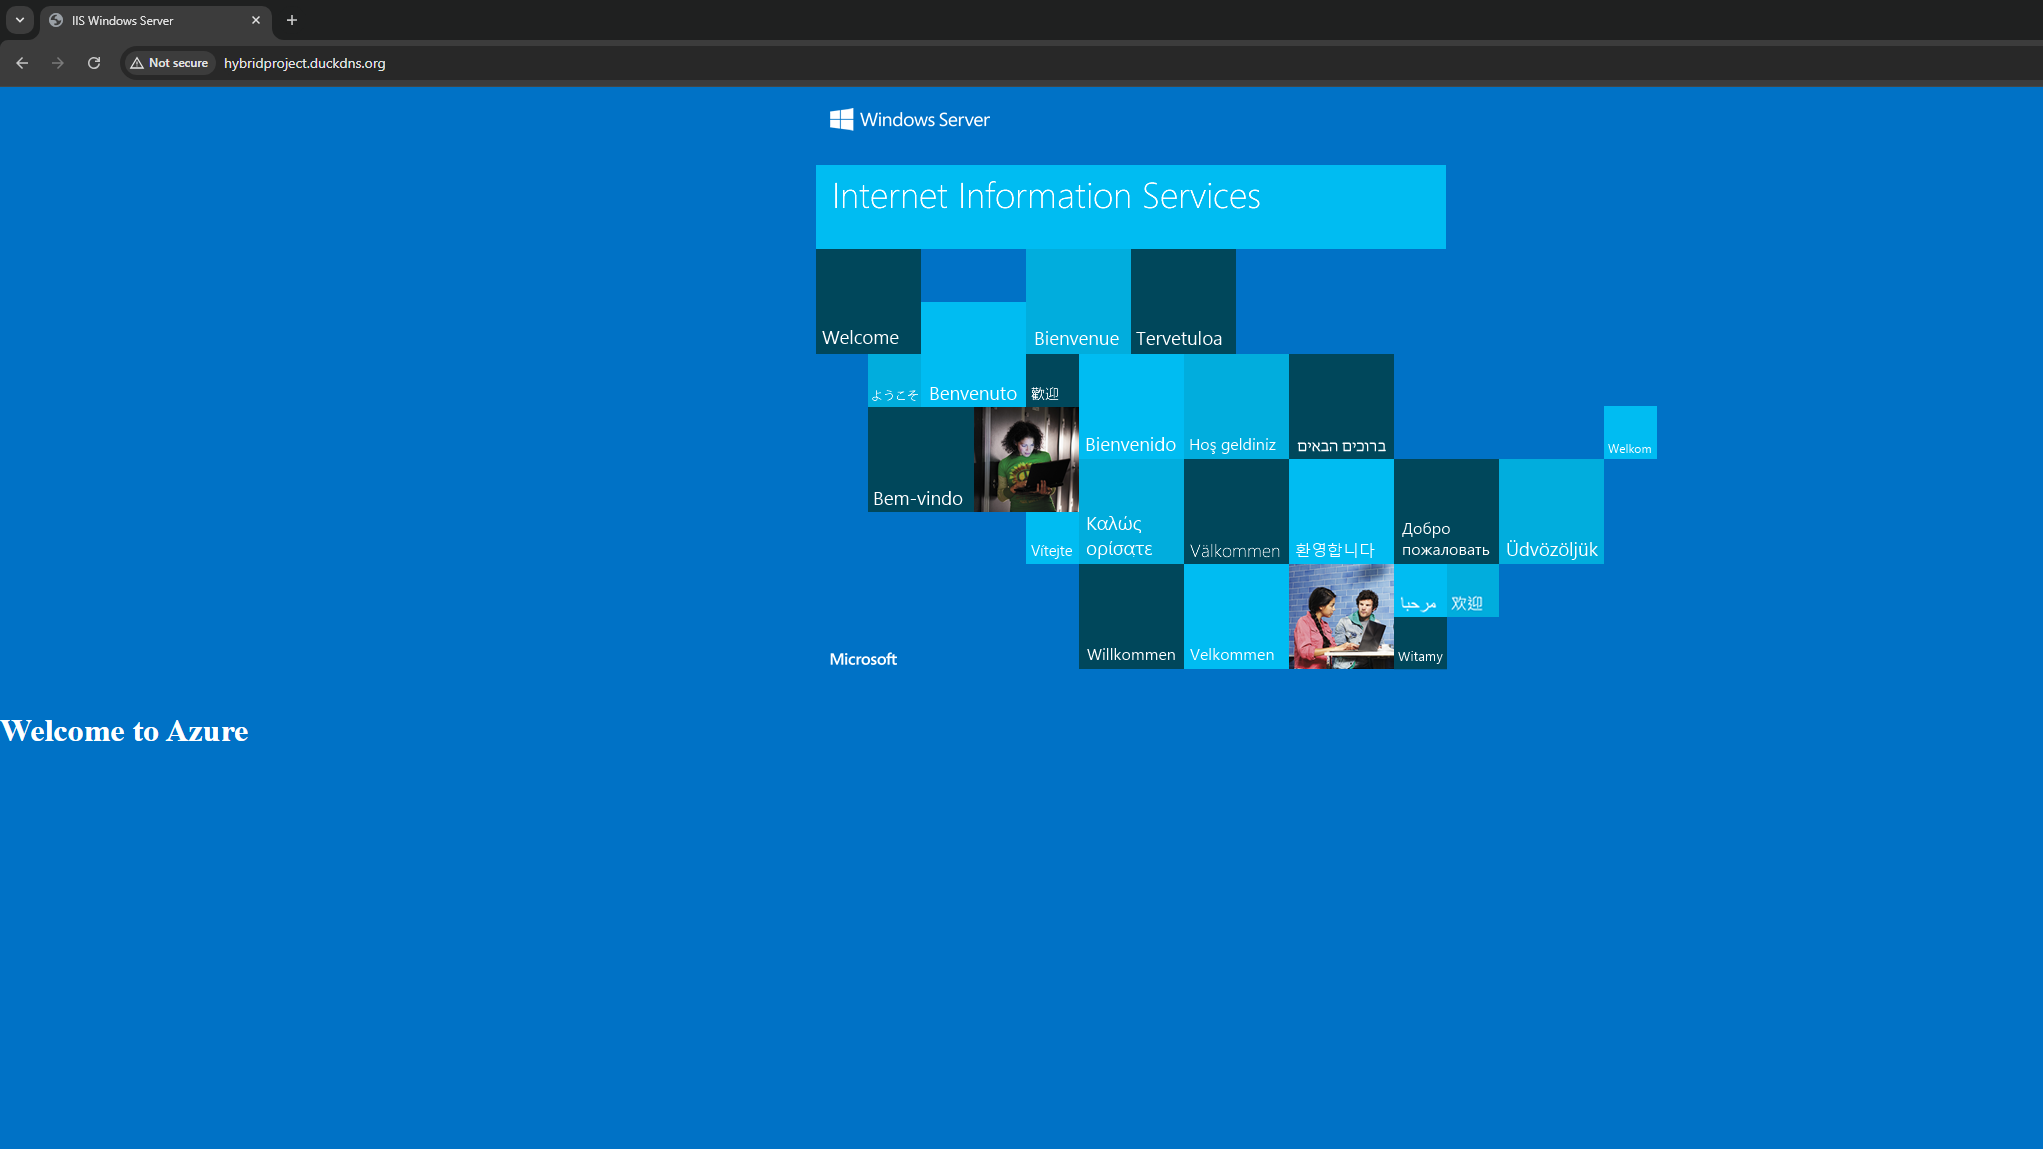 IIS Windows Server
Not secure
hybridproject.duckdns.org
Windows Server
Internet Information Services
Welcome
Bienvenue
Tervetuloa
ようこそ
Benvenuto
歡迎
Bienvenido
Hoş geldiniz
ברוכים הבאים
Welkom
Bem-vindo
Vítejte
Καλώς
ορίσατε
Välkommen
환영합니다
Добро
пожаловать
Üdvözöljük
مرحبا
欢迎
Willkommen
Velkommen
Witamy
Microsoft
Welcome to Azure